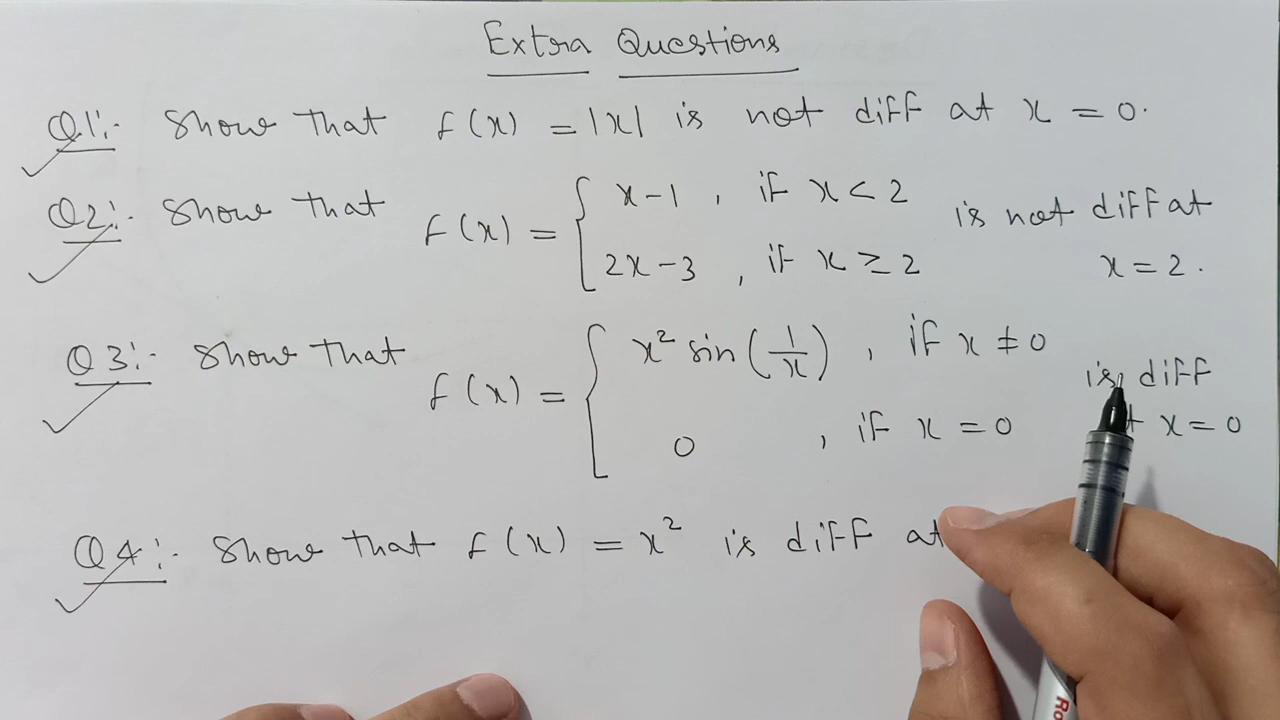 Extra Questions
Q1:- Show that f(x) = |x| is not diff at x = 0.
Q2:- Show that f(x) = { x-1 , if x < 2
2x-3 , if x ≥ 2 is not diff at x = 2.
Q3:- Show that f(x) = { x² sin(1/x) , if x ≠ 0
0 , if x = 0 is diff x = 0
Q4:- Show that f(x) = x² is diff at
Ro